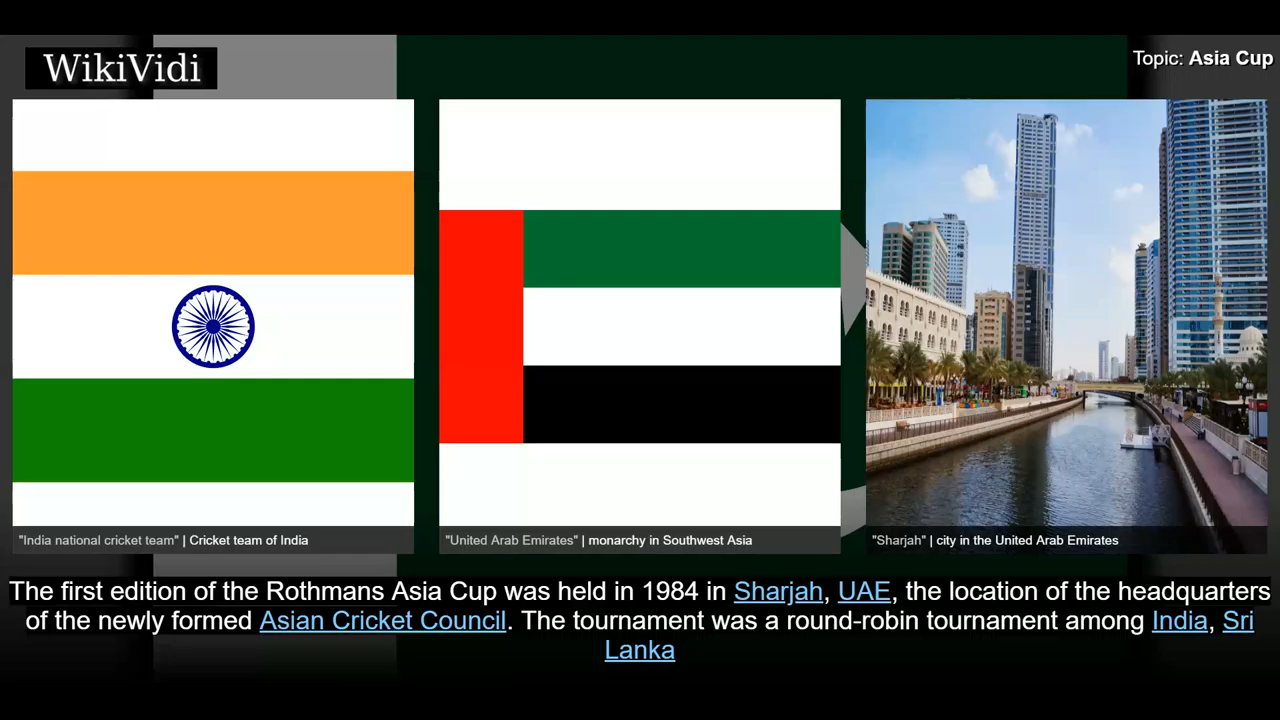 WikiVidi
Topic: Asia Cup
"India national cricket team" | Cricket team of India
"United Arab Emirates" | monarchy in Southwest Asia
"Sharjah" | city in the United Arab Emirates
The first edition of the Rothmans Asia Cup was held in 1984 in Sharjah, UAE, the location of the headquarters
of the newly formed Asian Cricket Council. The tournament was a round-robin tournament among India, Sri
Lanka